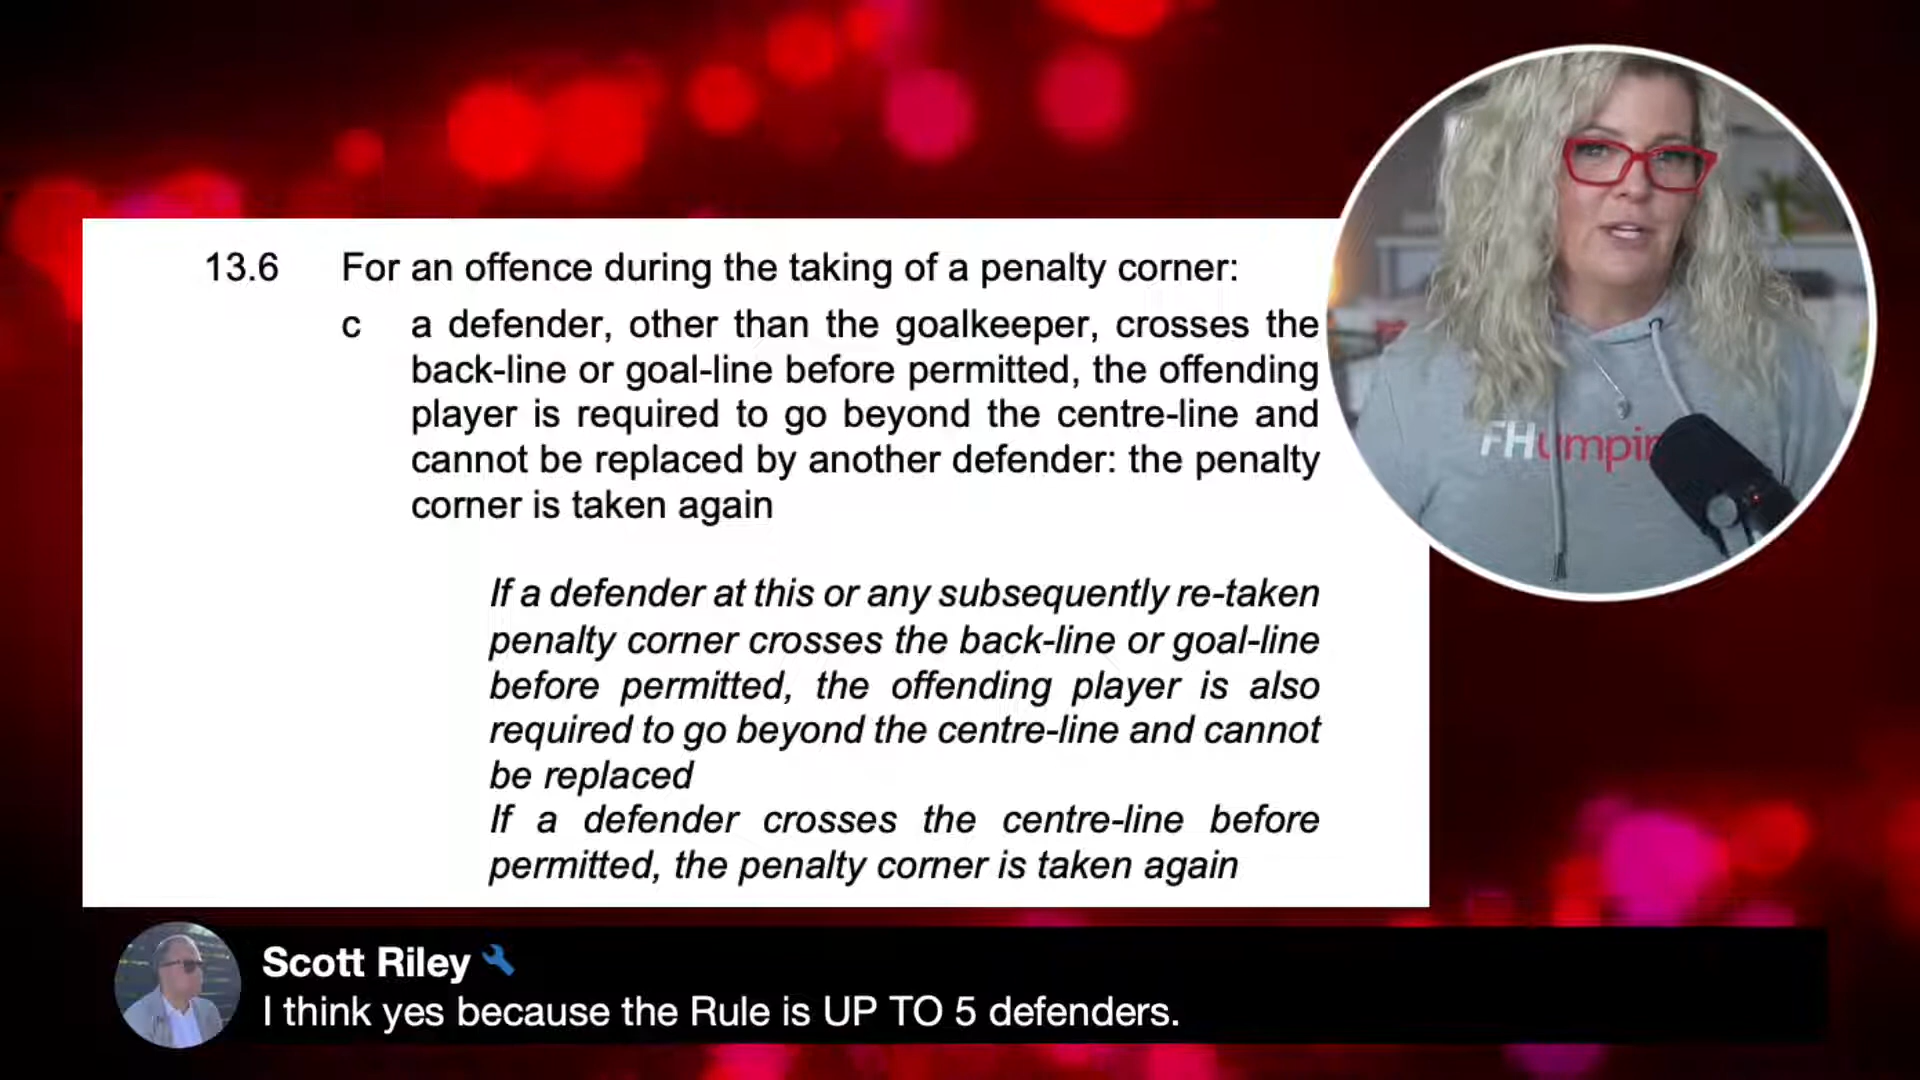 13.6 For an offence during the taking of a penalty corner:
c a defender, other than the goalkeeper, crosses the
back-line or goal-line before permitted, the offending
player is required to go beyond the centre-line and
cannot be replaced by another defender: the penalty
corner is taken again
If a defender at this or any subsequently re-taken
penalty corner crosses the back-line or goal-line
before permitted, the offending player is also
required to go beyond the centre-line and cannot
be replaced
If a defender crosses the centre-line before
permitted, the penalty corner is taken again
FHumpir
Scott Riley
I think yes because the Rule is UP TO 5 defenders.